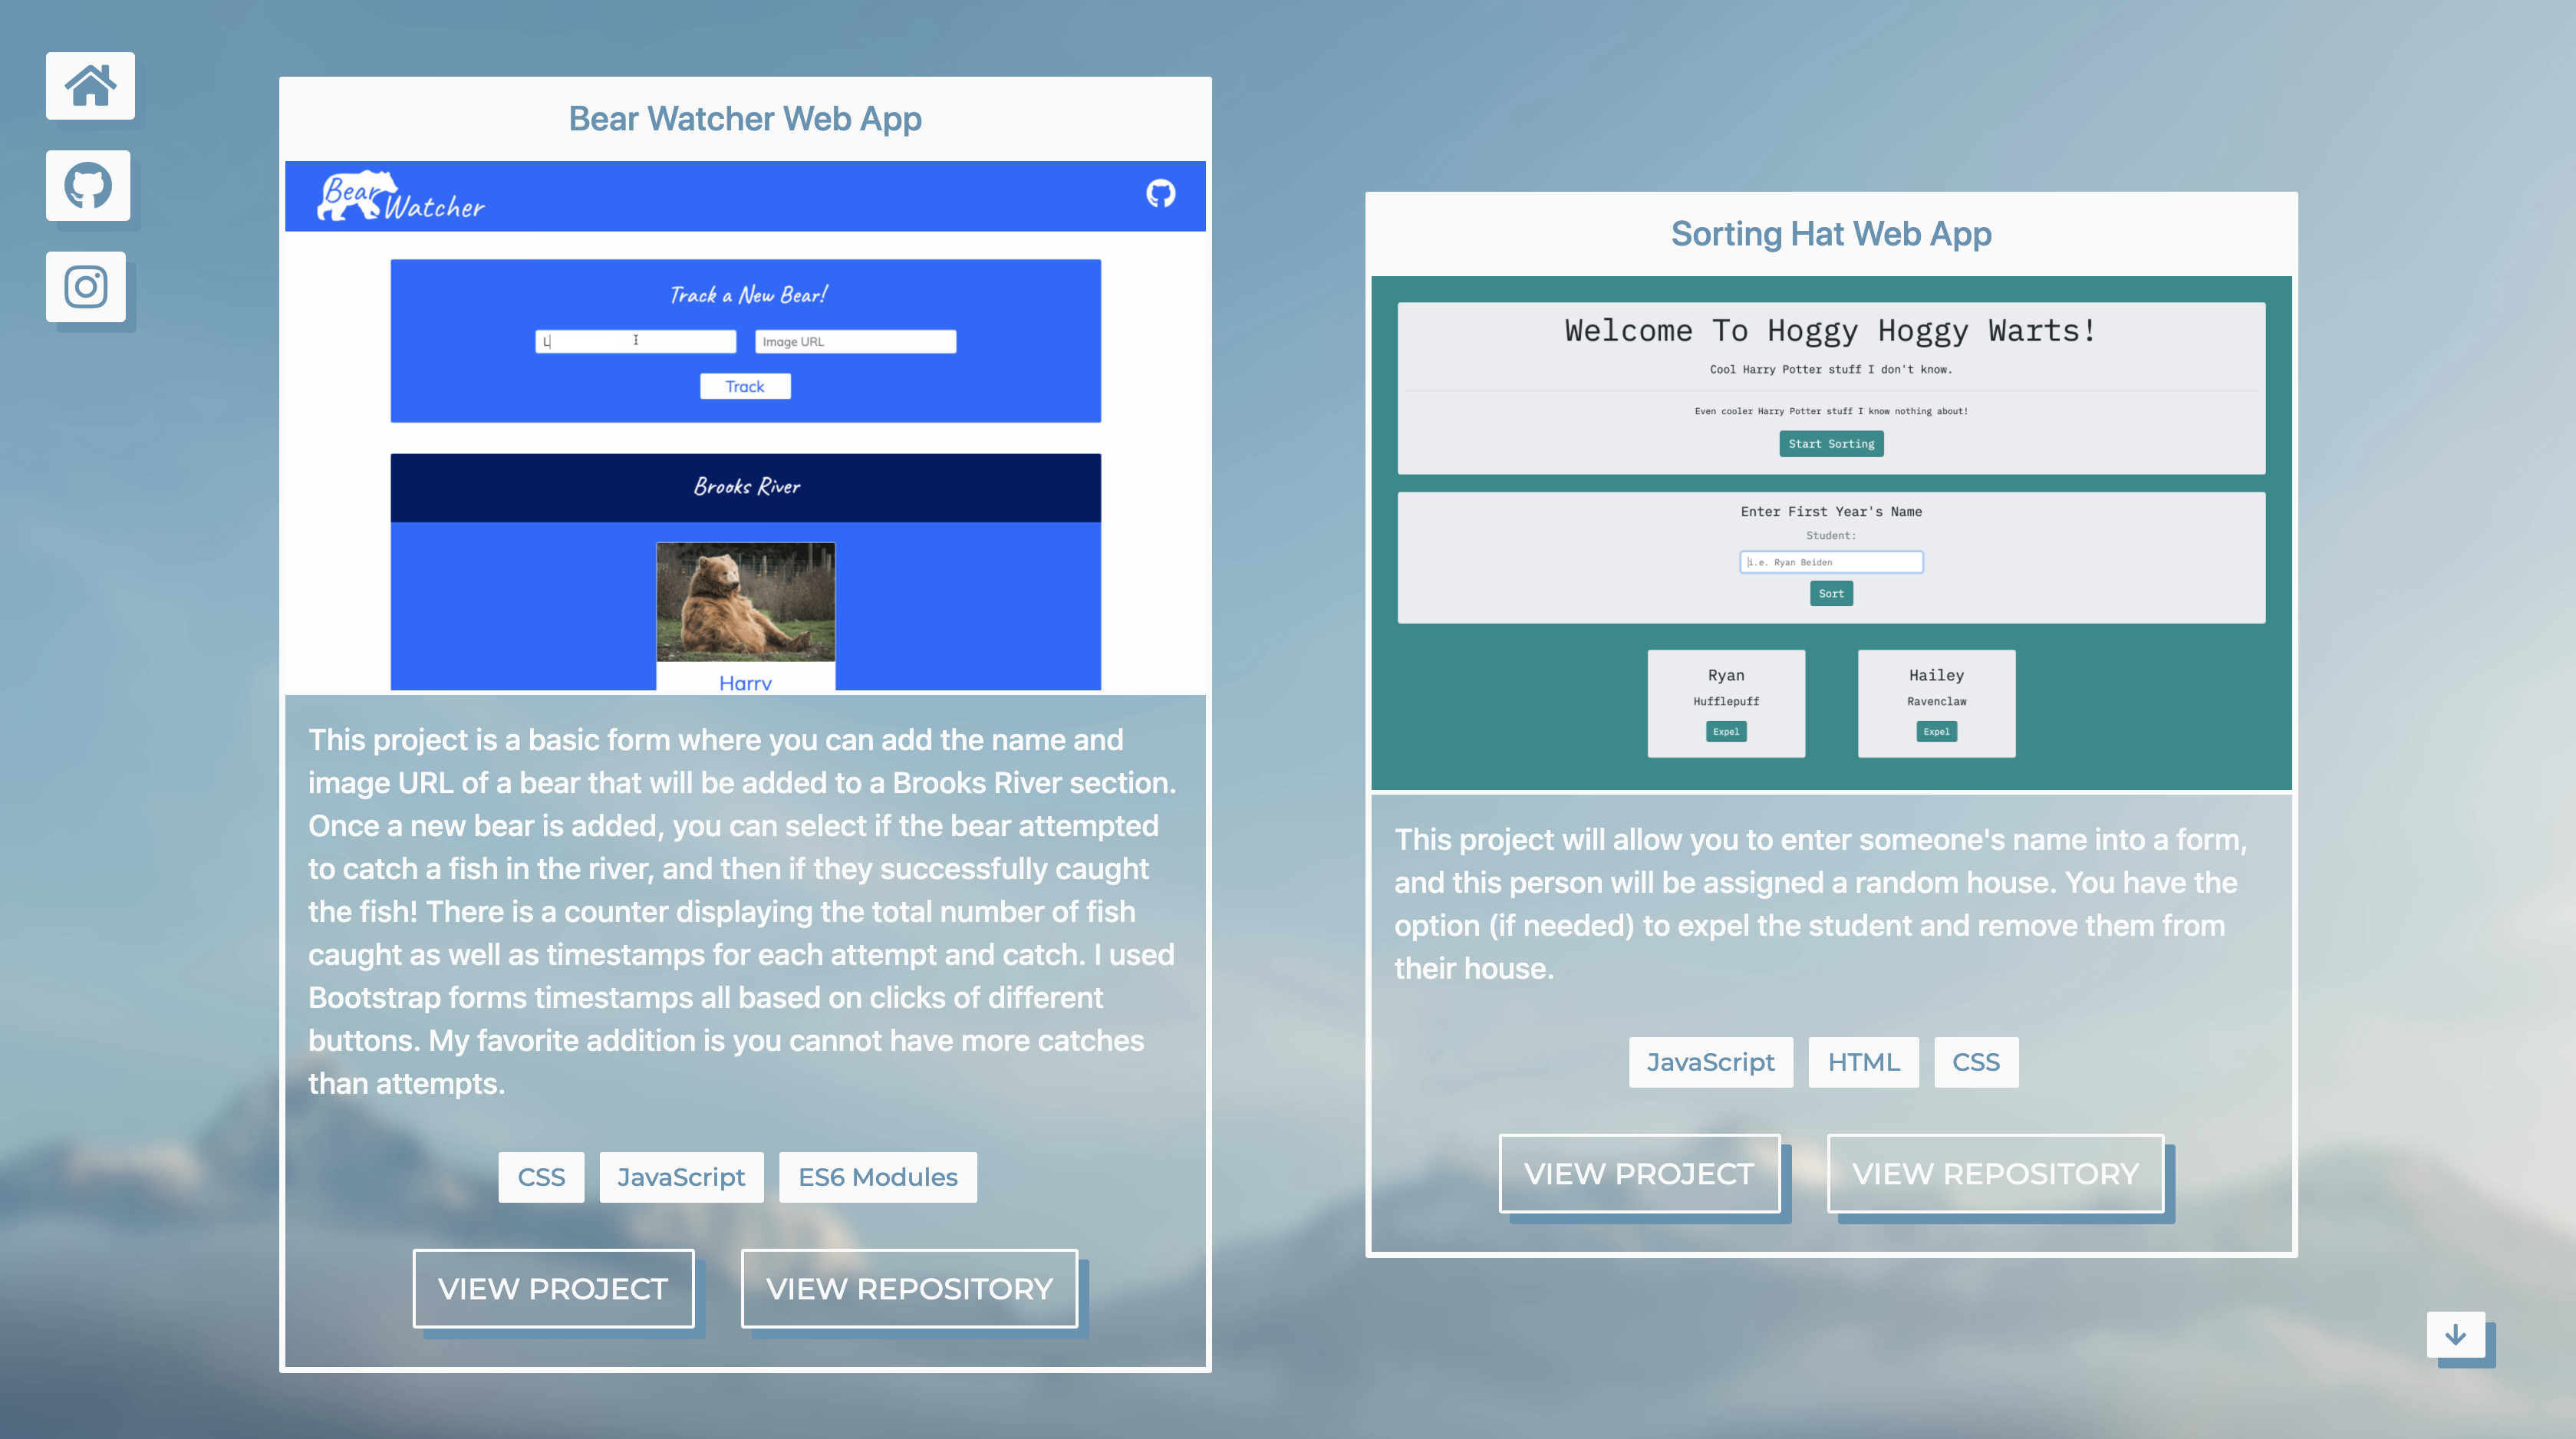 Bear Watcher Web App
Bear Watcher
Track a New Bear!
L
Image URL
Track
Brooks River
Harry
This project is a basic form where you can add the name and
image URL of a bear that will be added to a Brooks River section.
Once a new bear is added, you can select if the bear attempted
to catch a fish in the river, and then if they successfully caught
the fish! There is a counter displaying the total number of fish
caught as well as timestamps for each attempt and catch. I used
Bootstrap forms timestamps all based on clicks of different
buttons. My favorite addition is you cannot have more catches
than attempts.
CSS
JavaScript
ES6 Modules
VIEW PROJECT
VIEW REPOSITORY
Sorting Hat Web App
Welcome To Hoggy Hoggy Warts!
Cool Harry Potter stuff I don't know.
Even cooler Harry Potter stuff I know nothing about!
Start Sorting
Enter First Year's Name
Student:
i.e. Ryan Beiden
Sort
Ryan
Hufflepuff
Expel
Hailey
Ravenclaw
Expel
This project will allow you to enter someone's name into a form,
and this person will be assigned a random house. You have the
option (if needed) to expel the student and remove them from
their house.
JavaScript
HTML
CSS
VIEW PROJECT
VIEW REPOSITORY